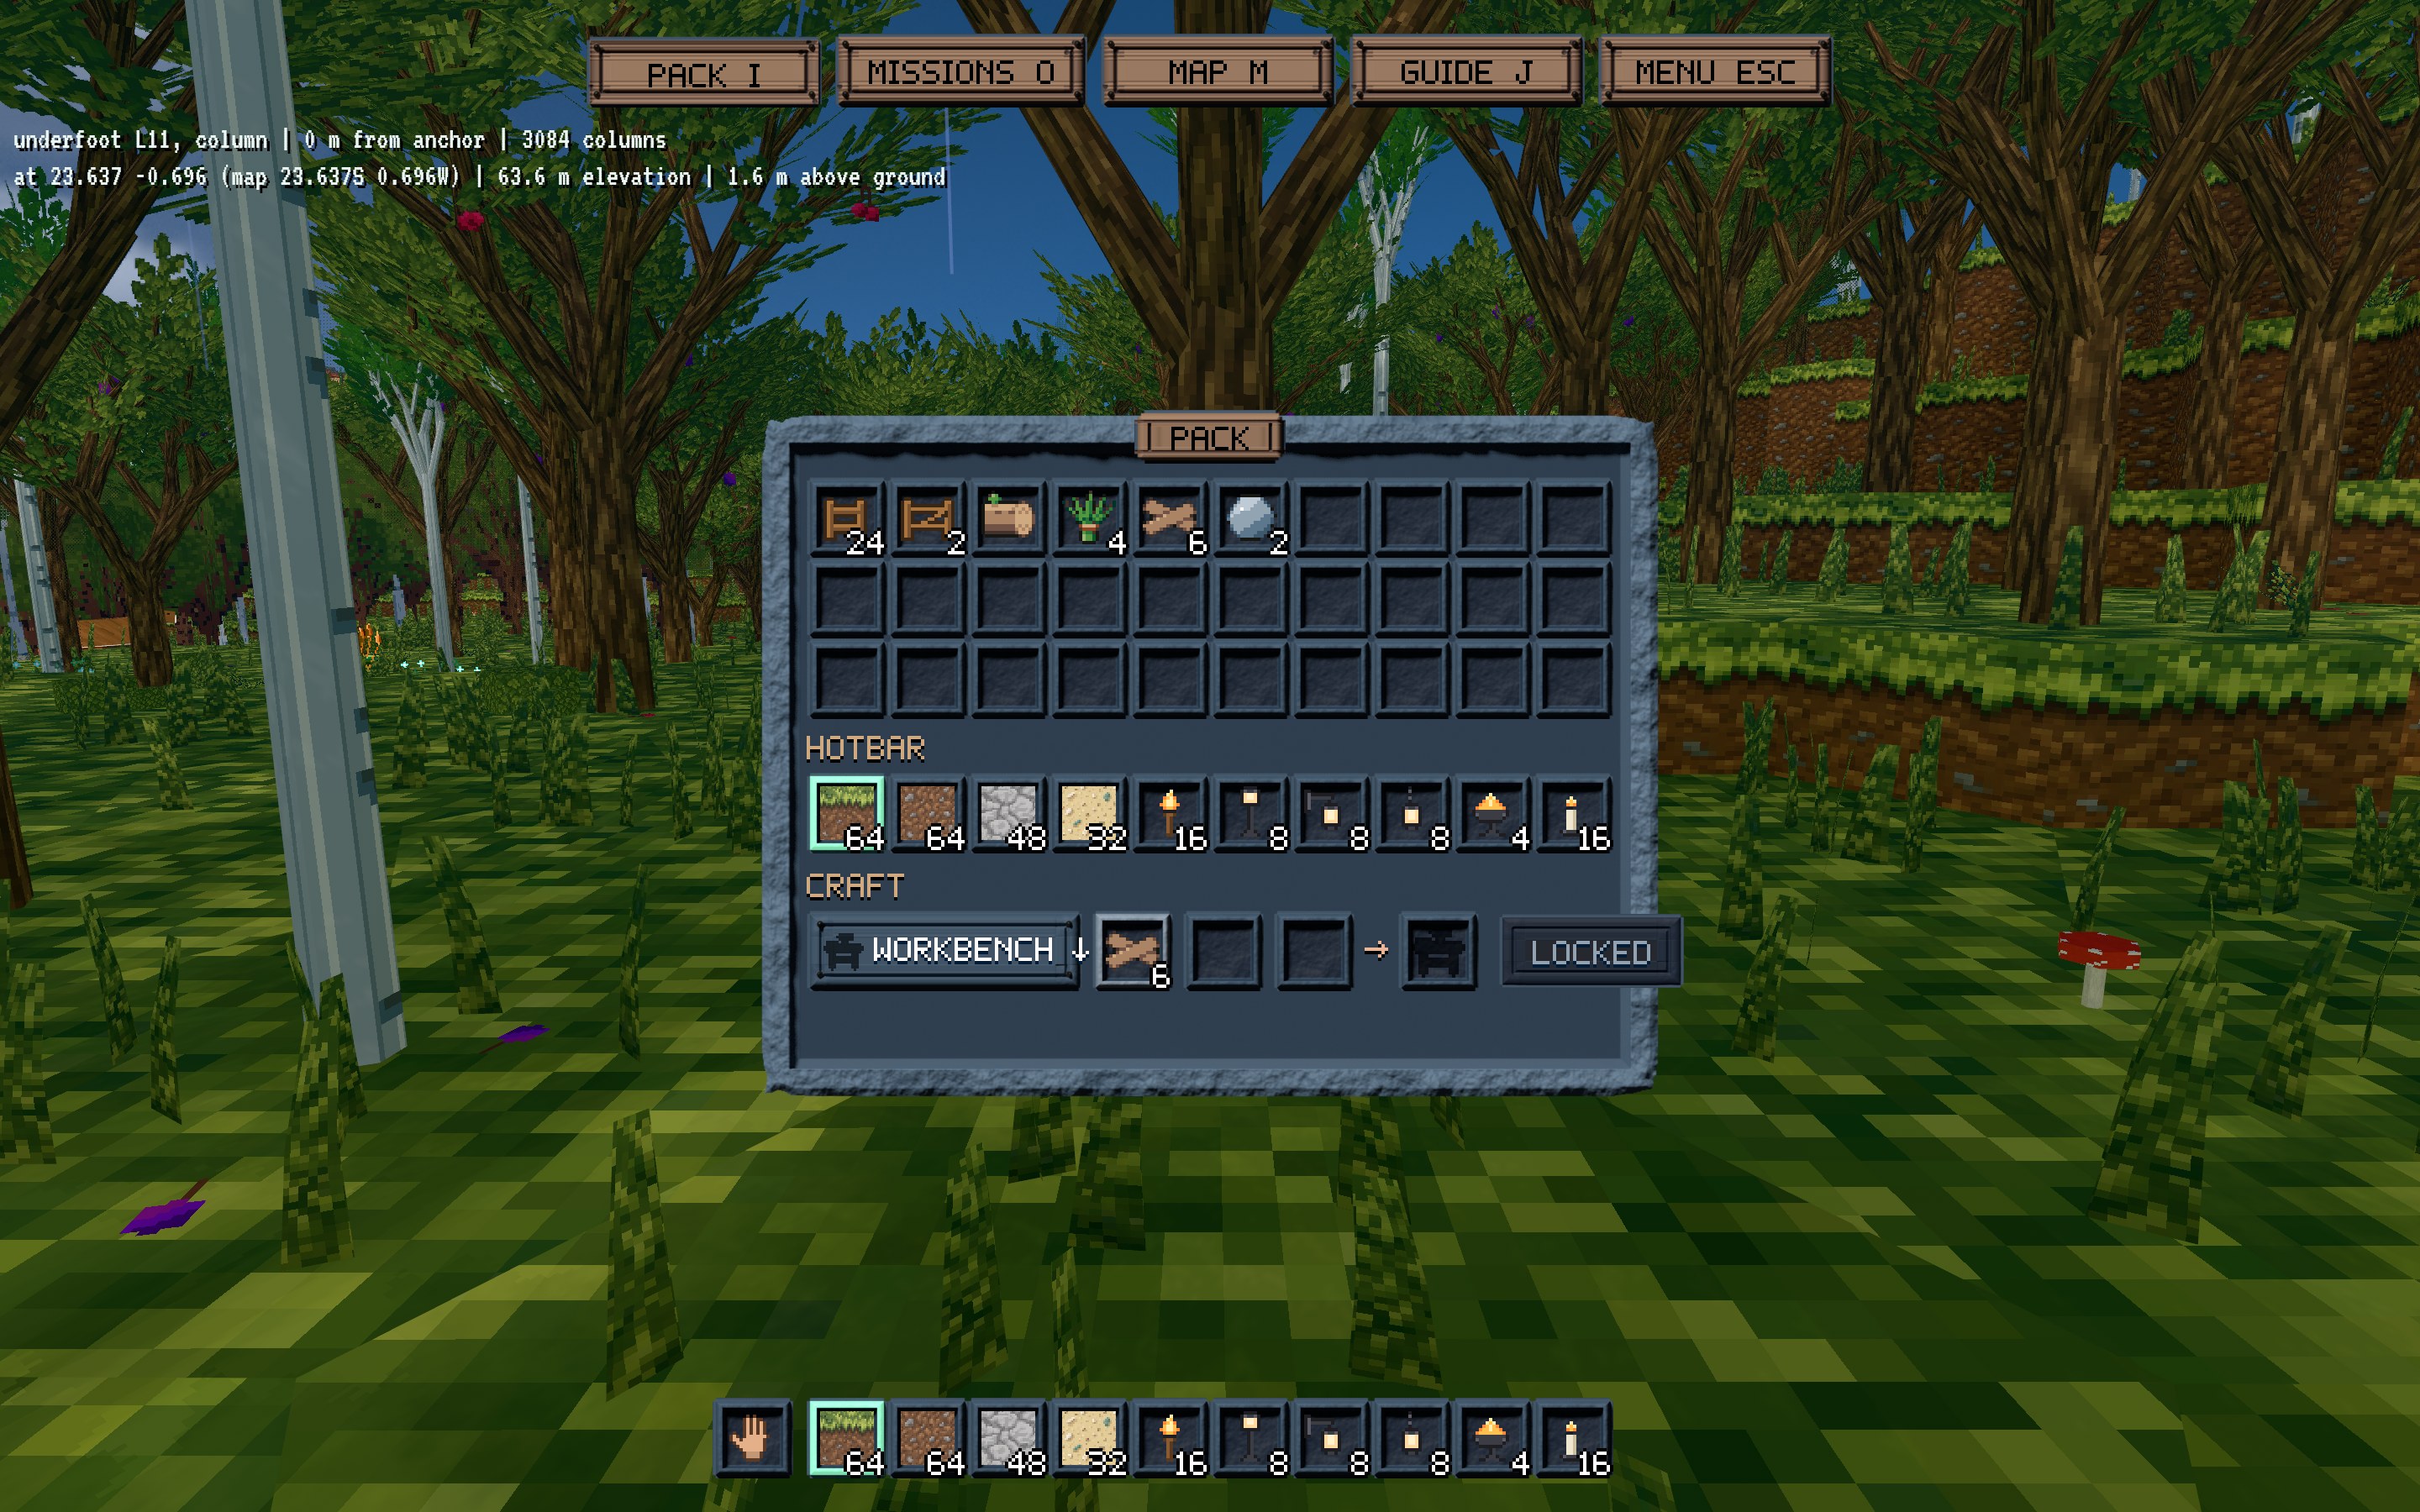 PACK I MISSIONS O MAP M GUIDE J MENU ESC
underfoot L11, column | 0 m from anchor | 3084 columns
at 23.637 -0.696 (map 23.637S 0.696W) | 63.6 m elevation | 1.6 m above ground
PACK
24 2 4 6 2
HOTBAR
64 64 48 32 16 8 8 8 4 16
CRAFT
WORKBENCH ↓ 6 → LOCKED
64 64 48 32 16 8 8 8 4 16